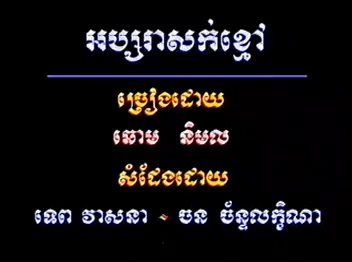 អប្សរាសក់ខ្មៅ
ច្រៀងដោយ
ឆោម និមល
សំដែងដោយ
ទេព វាសនា - ចន ច័ន្ទលក្ខិណា